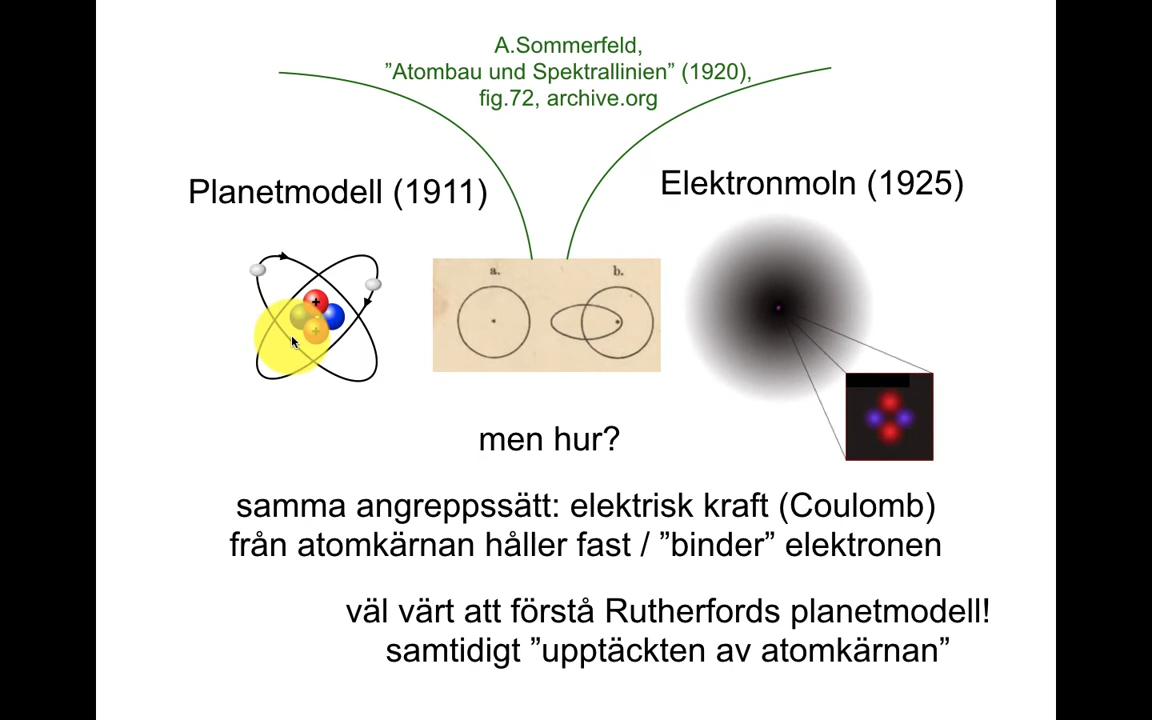 A.Sommerfeld,
”Atombau und Spektrallinien” (1920),
fig.72, archive.org
Planetmodell (1911)
Elektronmoln (1925)
a.
b.
+
+
men hur?
samma angreppssätt: elektrisk kraft (Coulomb)
från atomkärnan håller fast / ”binder” elektronen
väl värt att förstå Rutherfords planetmodell!
samtidigt ”upptäckten av atomkärnan”